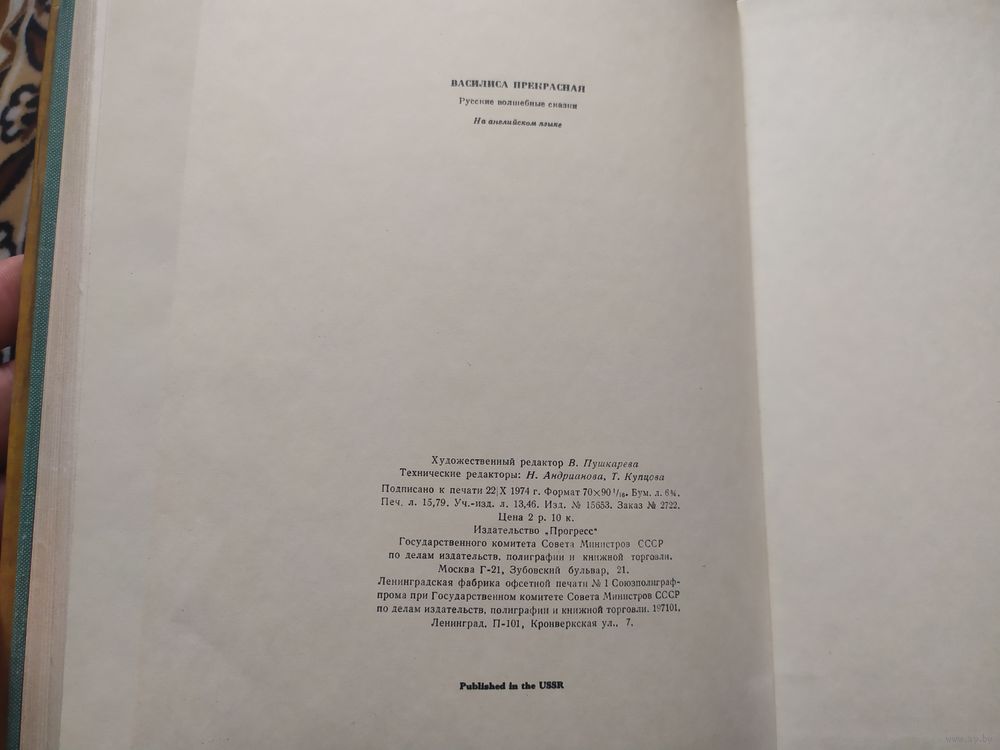 ВАСИЛИСА ПРЕКРАСНАЯ
Русские волшебные сказки
На английском языке
Художественный редактор В. Пушкарева
Технические редакторы: Н. Андрианова, Т. Купцова
Подписано к печати 22|X 1974 г. Формат 70×90 1/16. Бум. л. 6¾.
Печ. л. 15,79. Уч.-изд. л. 13,46. Изд. № 15653. Заказ № 2722.
Цена 2 р. 10 к.
Издательство „Прогресс“
Государственного комитета Совета Министров СССР
по делам издательств, полиграфии и книжной торговли.
Москва Г-21, Зубовский бульвар, 21.
Ленинградская фабрика офсетной печати № 1 Союзполиграф-
прома при Государственном комитете Совета Министров СССР
по делам издательств, полиграфии и книжной торговли. 197101,
Ленинград, П-101, Кронверкская ул., 7.
Published in the USSR
www.ay.by